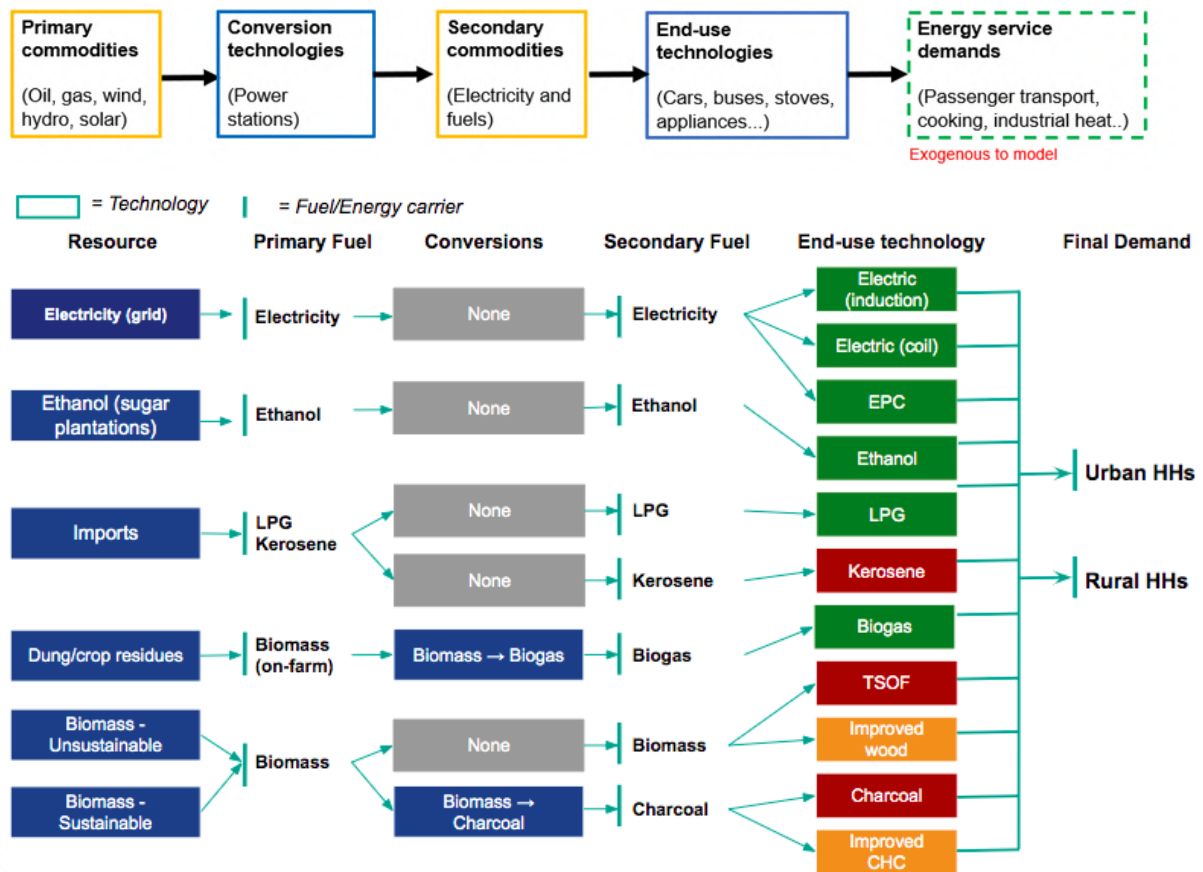 Primary
commodities
(Oil, gas, wind,
hydro, solar)
Conversion
technologies
(Power
stations)
Secondary
commodities
(Electricity and
fuels)
End-use
technologies
(Cars, buses, stoves,
appliances...)
Energy service
demands
(Passenger transport,
cooking, industrial heat..)
Exogenous to model
= Technology
= Fuel/Energy carrier
Resource
Primary Fuel
Conversions
Secondary Fuel
End-use technology
Final Demand
Electricity (grid)
Electricity
None
Electricity
Electric
(induction)
Electric (coil)
EPC
Ethanol (sugar
plantations)
Ethanol
None
Ethanol
Ethanol
Imports
LPG
Kerosene
None
LPG
LPG
None
Kerosene
Kerosene
Urban HHs
Rural HHs
Dung/crop residues
Biomass
(on-farm)
Biomass → Biogas
Biogas
Biogas
Biomass -
Unsustainable
Biomass -
Sustainable
Biomass
None
Biomass
TSOF
Improved
wood
Biomass →
Charcoal
Charcoal
Charcoal
Improved
CHC